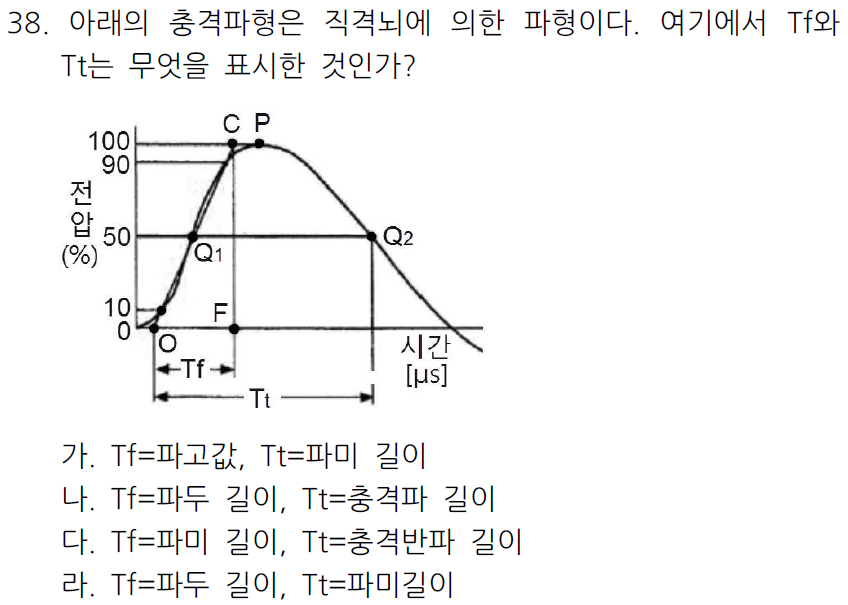 38. 아래의 충격파형은 직격뇌에 의한 파형이다. 여기에서 Tf와
Tt는 무엇을 표시한 것인가?
C P
100
90
전
압
(%)
50
Q1
Q2
10
0
O
F
시간
[μs]
Tf
Tt
가. Tf=파고값, Tt=파미 길이
나. Tf=파두 길이, Tt=충격파 길이
다. Tf=파미 길이, Tt=충격반파 길이
라. Tf=파두 길이, Tt=파미길이